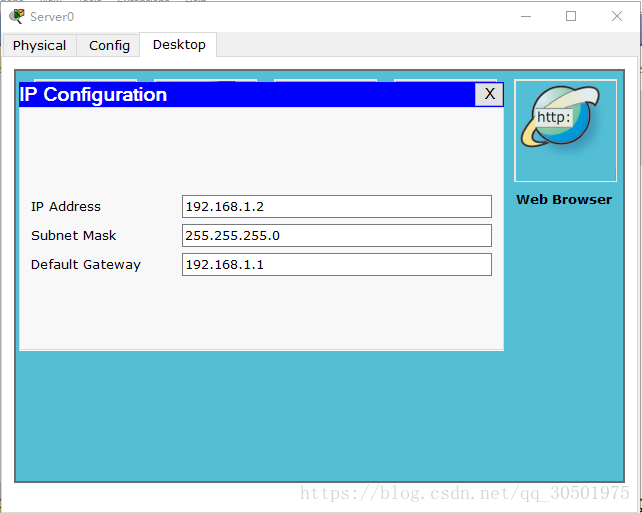 Server0
Physical Config Desktop
IP Configuration X
http:
Web Browser
IP Address 192.168.1.2
Subnet Mask 255.255.255.0
Default Gateway 192.168.1.1
https://blog.csdn.net/qq_30501975